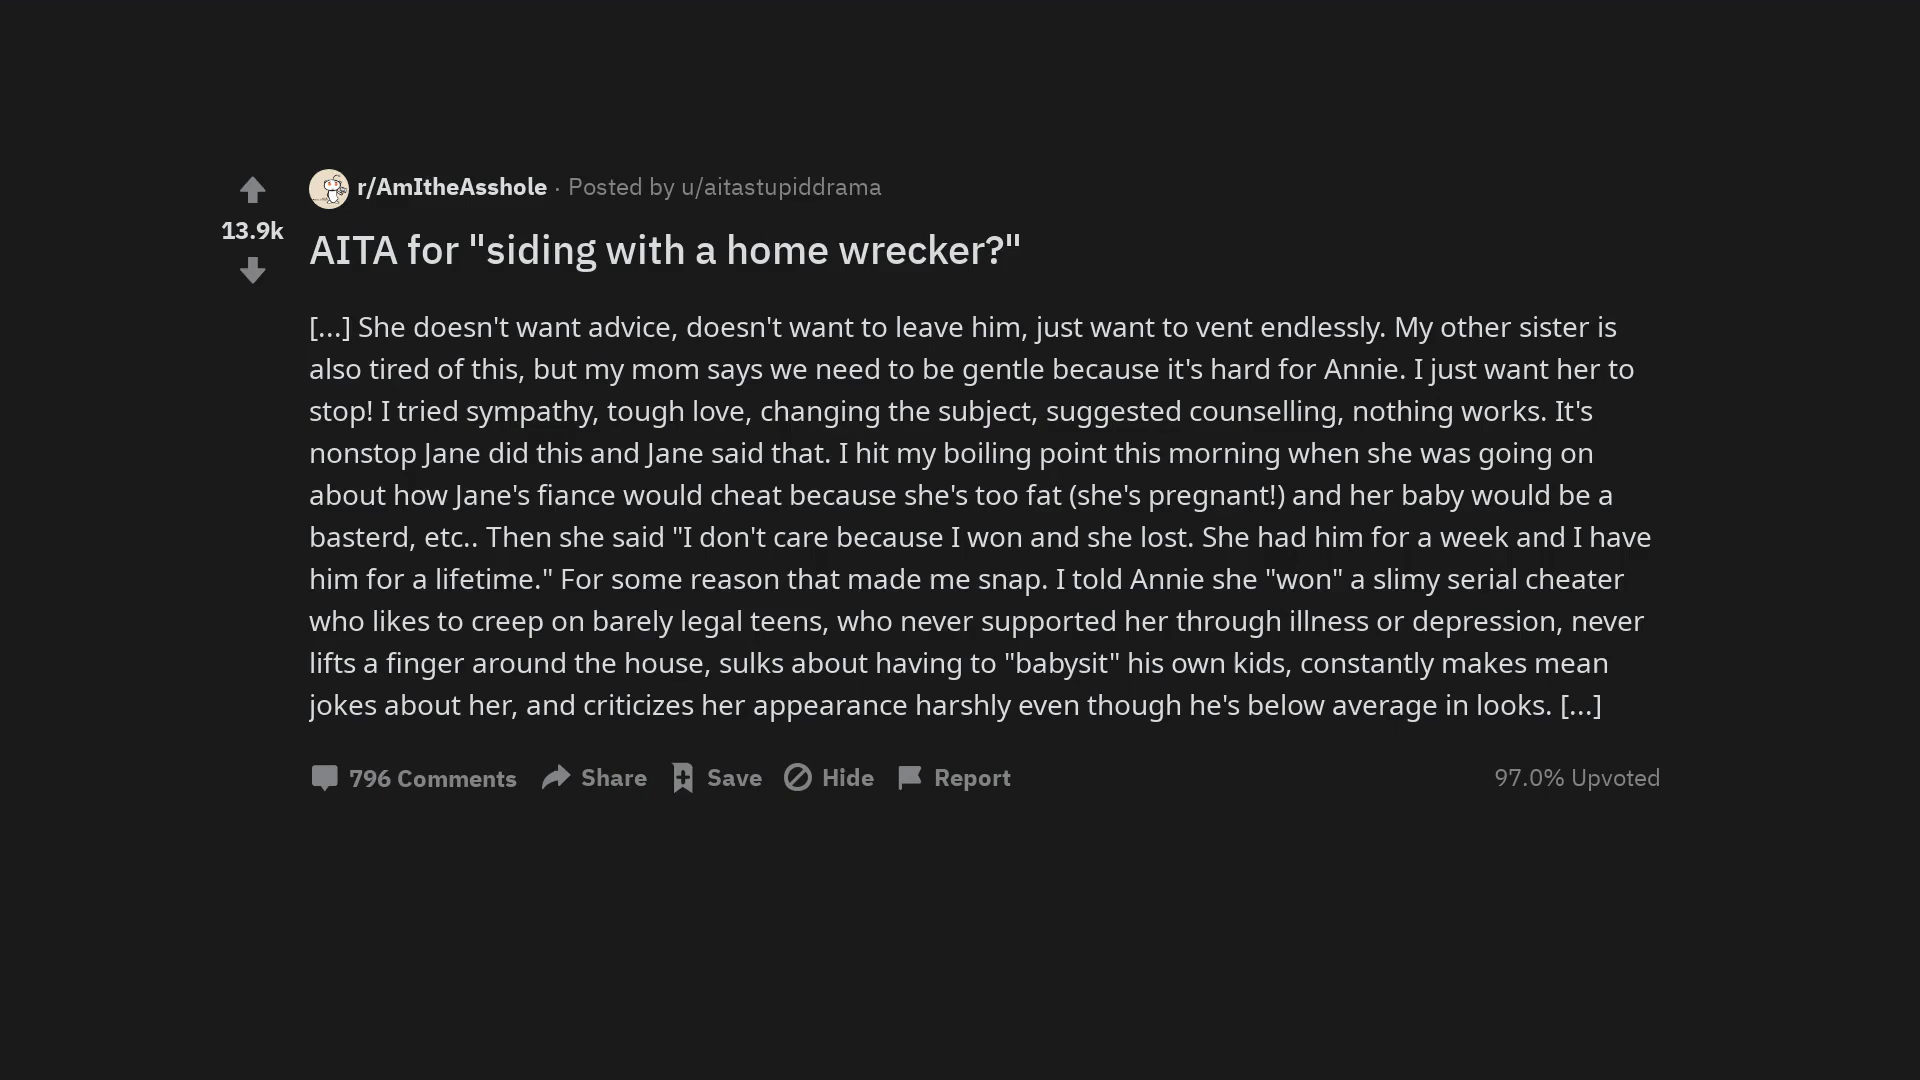 r/AmItheAsshole · Posted by u/aitastupiddrama
13.9k
AITA for "siding with a home wrecker?"
[...] She doesn't want advice, doesn't want to leave him, just want to vent endlessly. My other sister is
also tired of this, but my mom says we need to be gentle because it's hard for Annie. I just want her to
stop! I tried sympathy, tough love, changing the subject, suggested counselling, nothing works. It's
nonstop Jane did this and Jane said that. I hit my boiling point this morning when she was going on
about how Jane's fiance would cheat because she's too fat (she's pregnant!) and her baby would be a
basterd, etc.. Then she said "I don't care because I won and she lost. She had him for a week and I have
him for a lifetime." For some reason that made me snap. I told Annie she "won" a slimy serial cheater
who likes to creep on barely legal teens, who never supported her through illness or depression, never
lifts a finger around the house, sulks about having to "babysit" his own kids, constantly makes mean
jokes about her, and criticizes her appearance harshly even though he's below average in looks. [...]
796 Comments Share Save Hide Report 97.0% Upvoted